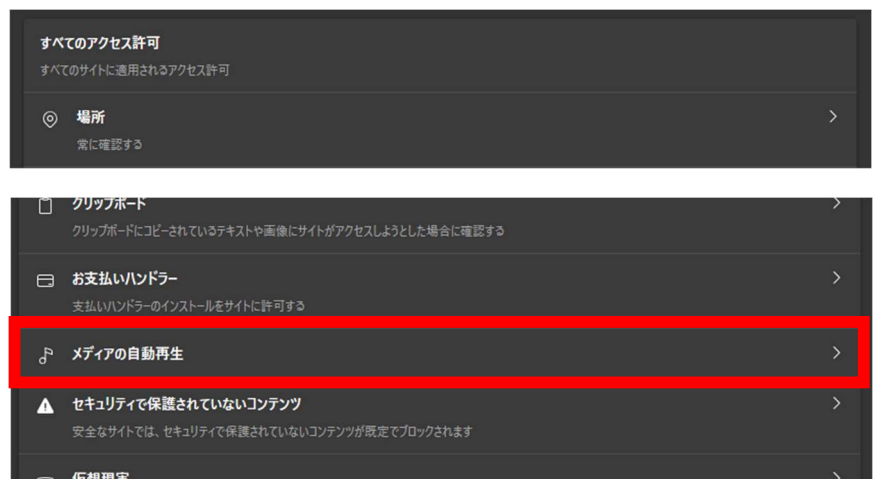 すべてのアクセス許可
すべてのサイトに適用されるアクセス許可
場所
常に確認する
クリップボード
クリップボードにコピーされているテキストや画像にサイトがアクセスしようとした場合に確認する
お支払いハンドラー
支払いハンドラーのインストールをサイトに許可する
メディアの自動再生
セキュリティで保護されていないコンテンツ
安全なサイトでは、セキュリティで保護されていないコンテンツが既定でブロックされます
仮想現実